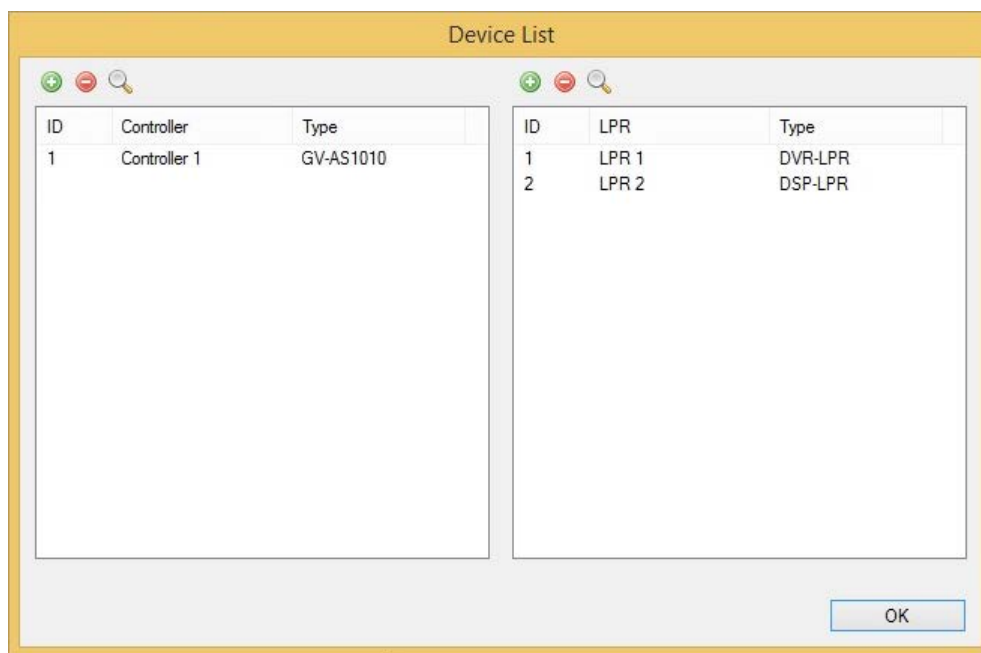 Device List
ID Controller Type
1 Controller 1 GV-AS1010
ID LPR Type
1 LPR 1 DVR-LPR
2 LPR 2 DSP-LPR
OK